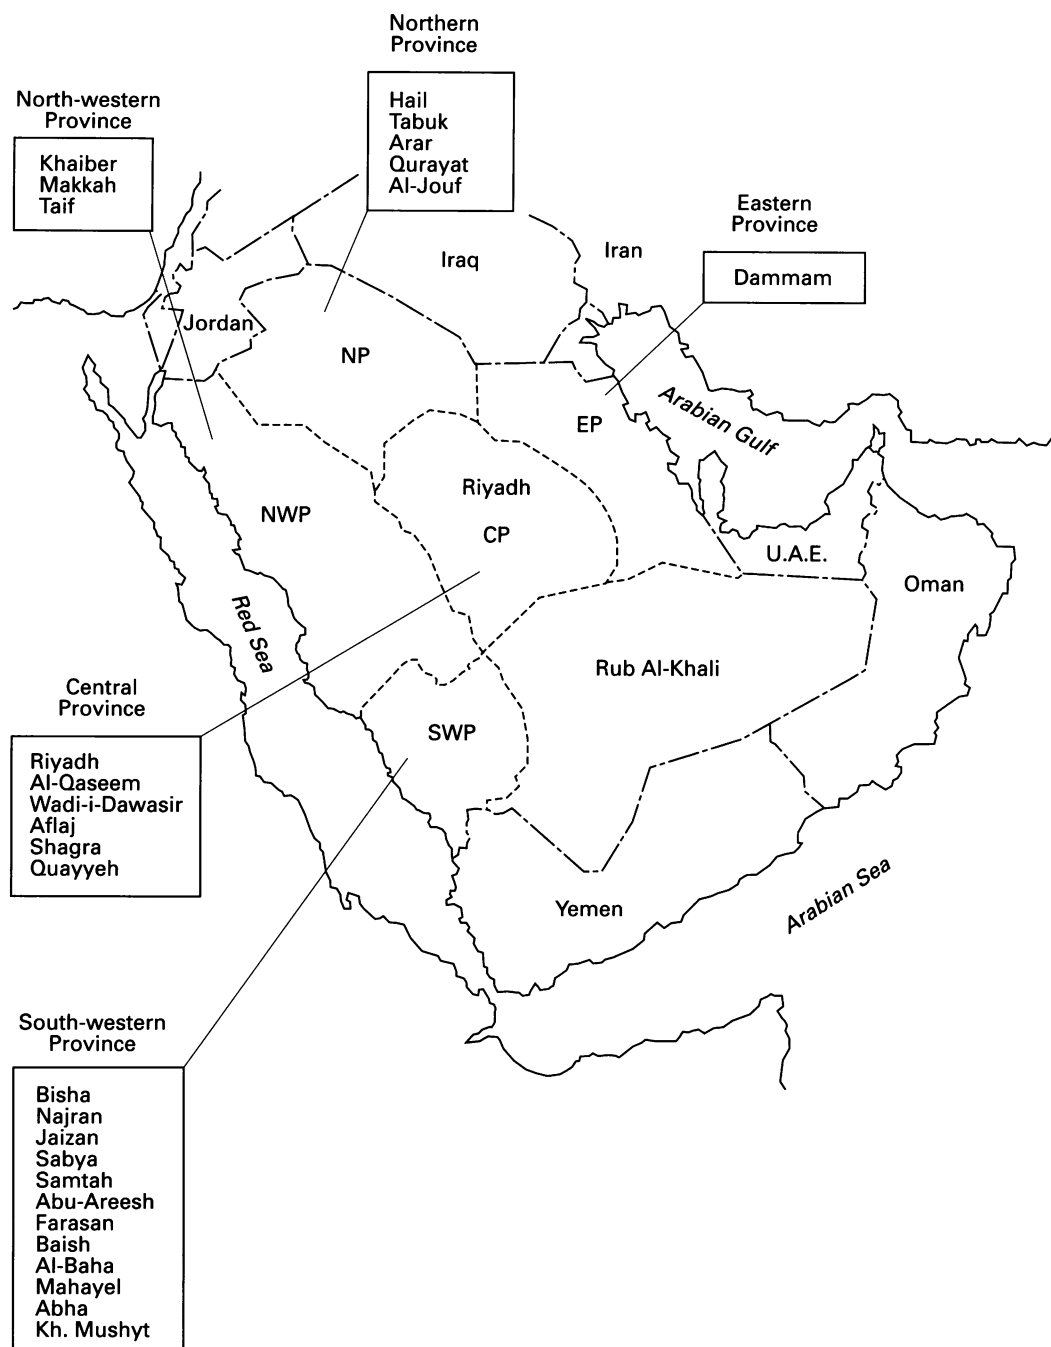 Northern
Province
Hail
Tabuk
Arar
Qurayat
Al-Jouf
North-western
Province
Khaiber
Makkah
Taif
Eastern
Province
Dammam
Iraq
Iran
Jordan
NP
EP
Arabian Gulf
Riyadh
CP
NWP
U.A.E.
Oman
Red Sea
Rub Al-Khali
SWP
Central
Province
Riyadh
Al-Qaseem
Wadi-i-Dawasir
Aflaj
Shagra
Quayyeh
Yemen
Arabian Sea
South-western
Province
Bisha
Najran
Jaizan
Sabya
Samtah
Abu-Areesh
Farasan
Baish
Al-Baha
Mahayel
Abha
Kh. Mushyt